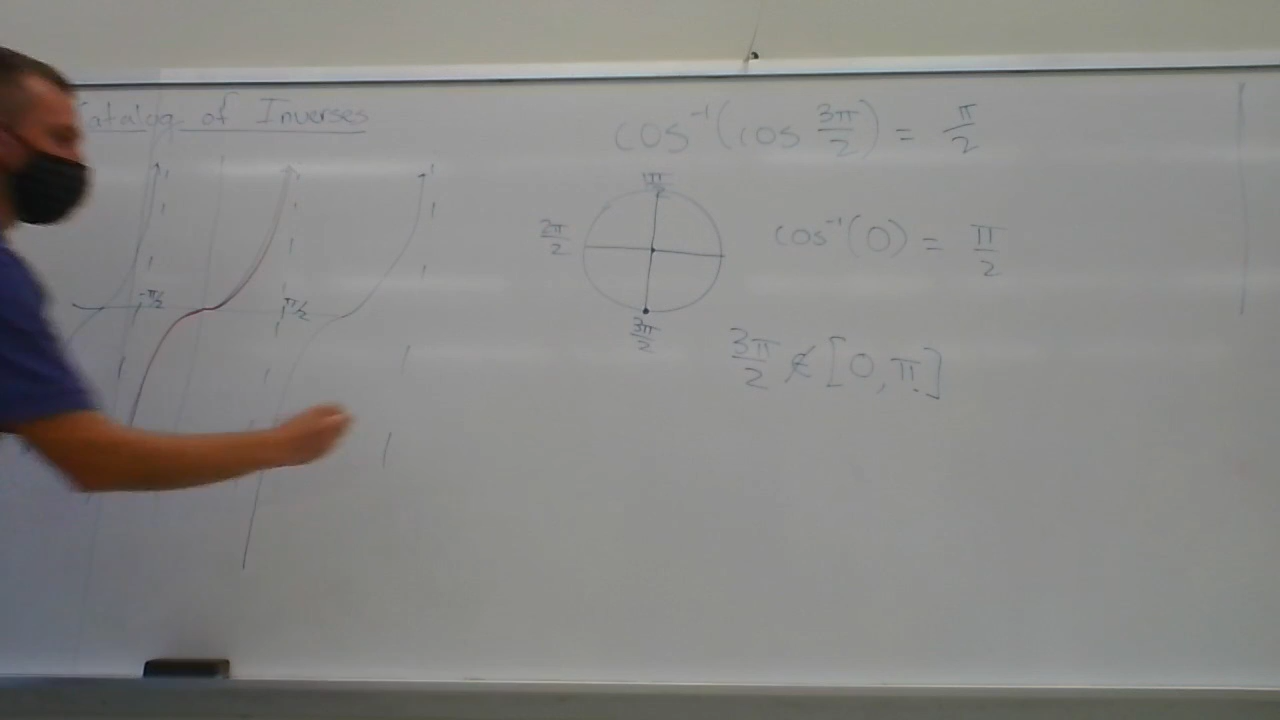 Catalog of Inverses
-π/2
π/2
cos⁻¹(cos 3π/2) = π/2
1π/2
2π/2
3π/2
cos⁻¹(0) = π/2
3π/2 ∉ [0, π]